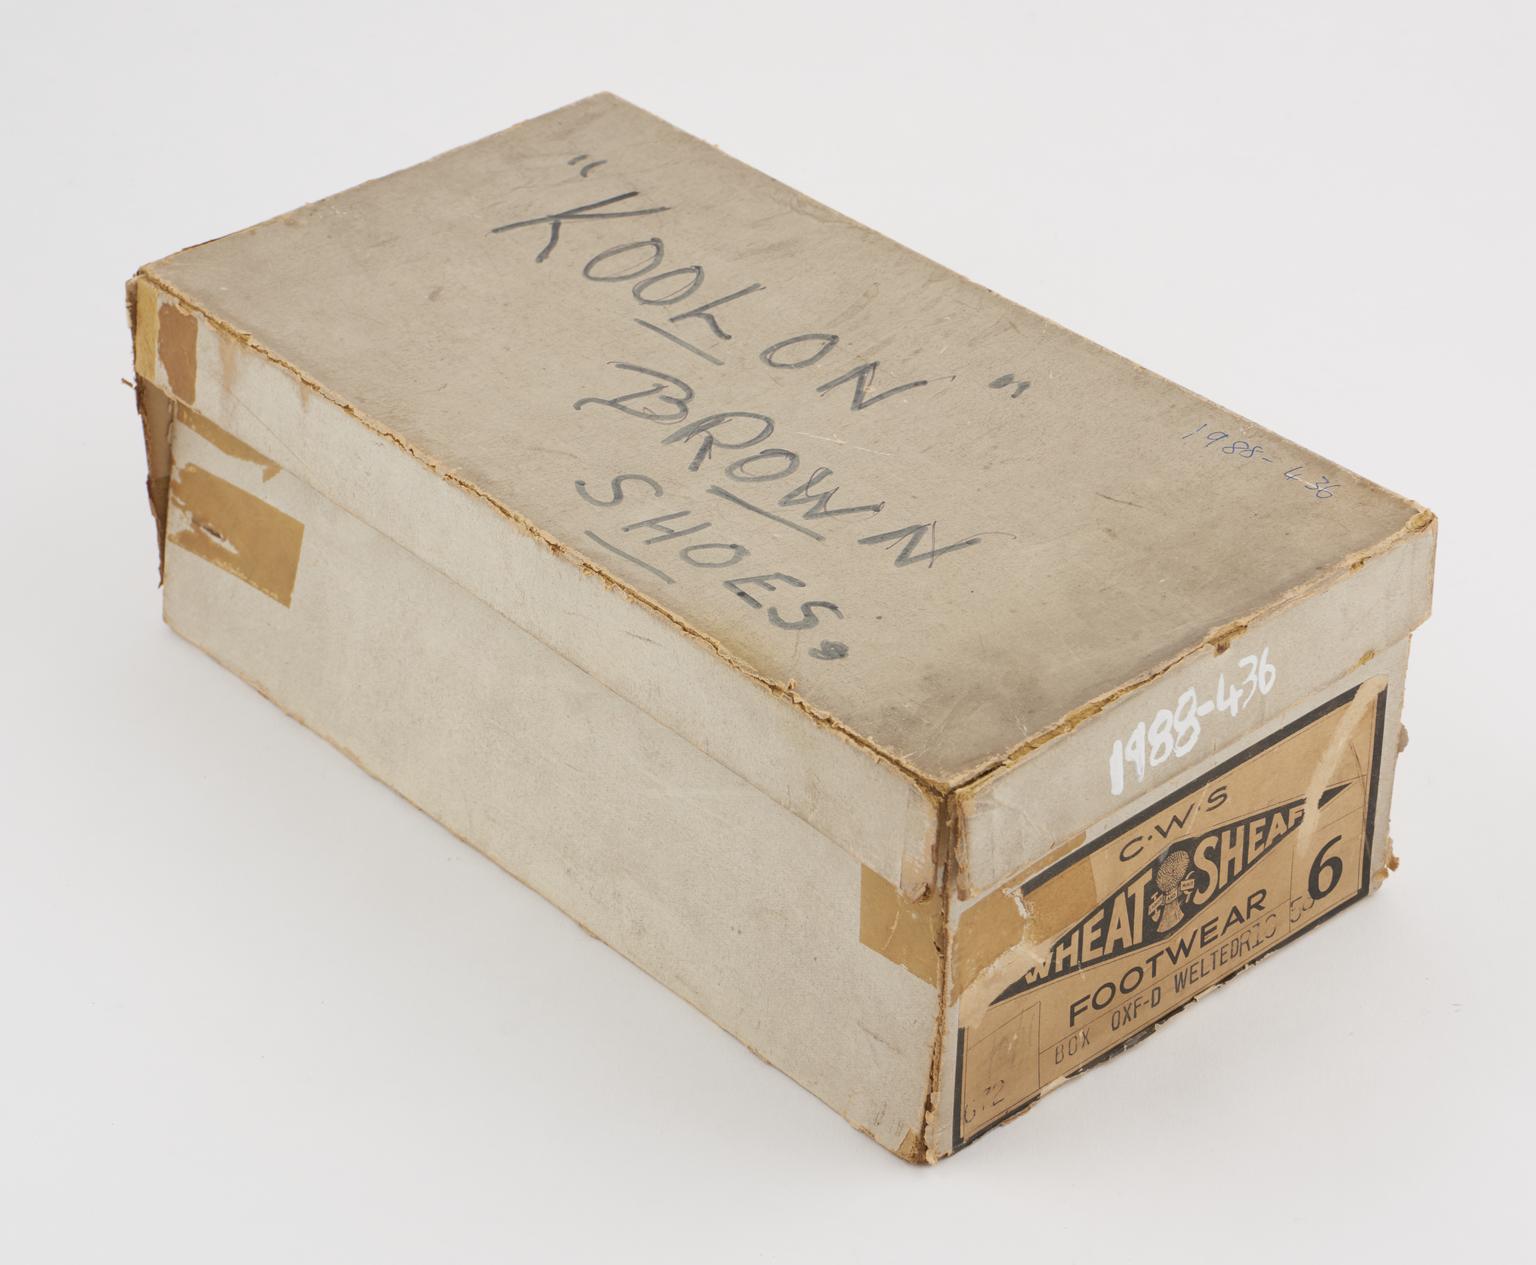 "KOOLON"
BROWN
SHOES"
1988-436
1988-436
C·W·S
WHEAT SHEAF
FOOTWEAR
6
BOX OXF-D WELTEDRIC